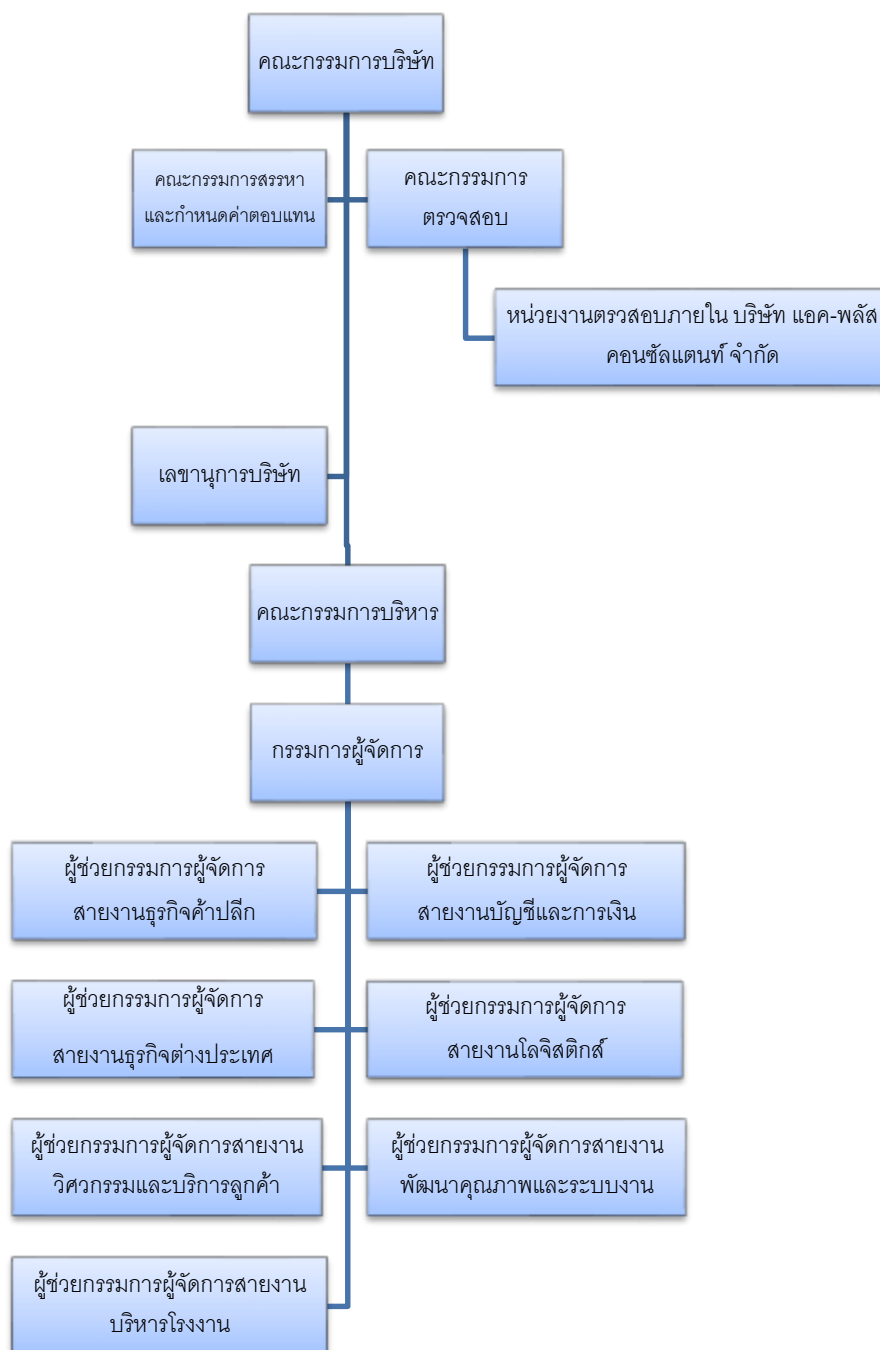 คณะกรรมการบริษัท
คณะกรรมการสรรหา
และกำหนดค่าตอบแทน
คณะกรรมการ
ตรวจสอบ
หน่วยงานตรวสอบภายใน บริษัท แอค-พลัส
คอนซัลแตนท์ จำกัด
เลขานุการบริษัท
คณะกรรมการบริหาร
กรรมการผู้จัดการ
ผู้ช่วยกรรมการผู้จัดการ
สายงานธุรกิจค้าปลีก
ผู้ช่วยกรรมการผู้จัดการ
สายงานบัญชีและการเงิน
ผู้ช่วยกรรมการผู้จัดการ
สายงานธุรกิจต่างประเทศ
ผู้ช่วยกรรมการผู้จัดการ
สายงานโลจิสติกส์
ผู้ช่วยกรรมการผู้จัดการสายงาน
วิศวกรรมและบริการลูกค้า
ผู้ช่วยกรรมการผู้จัดการสายงาน
พัฒนาคุณภาพและระบบงาน
ผู้ช่วยกรรมการผู้จัดการสายงาน
บริหารโรงงาน